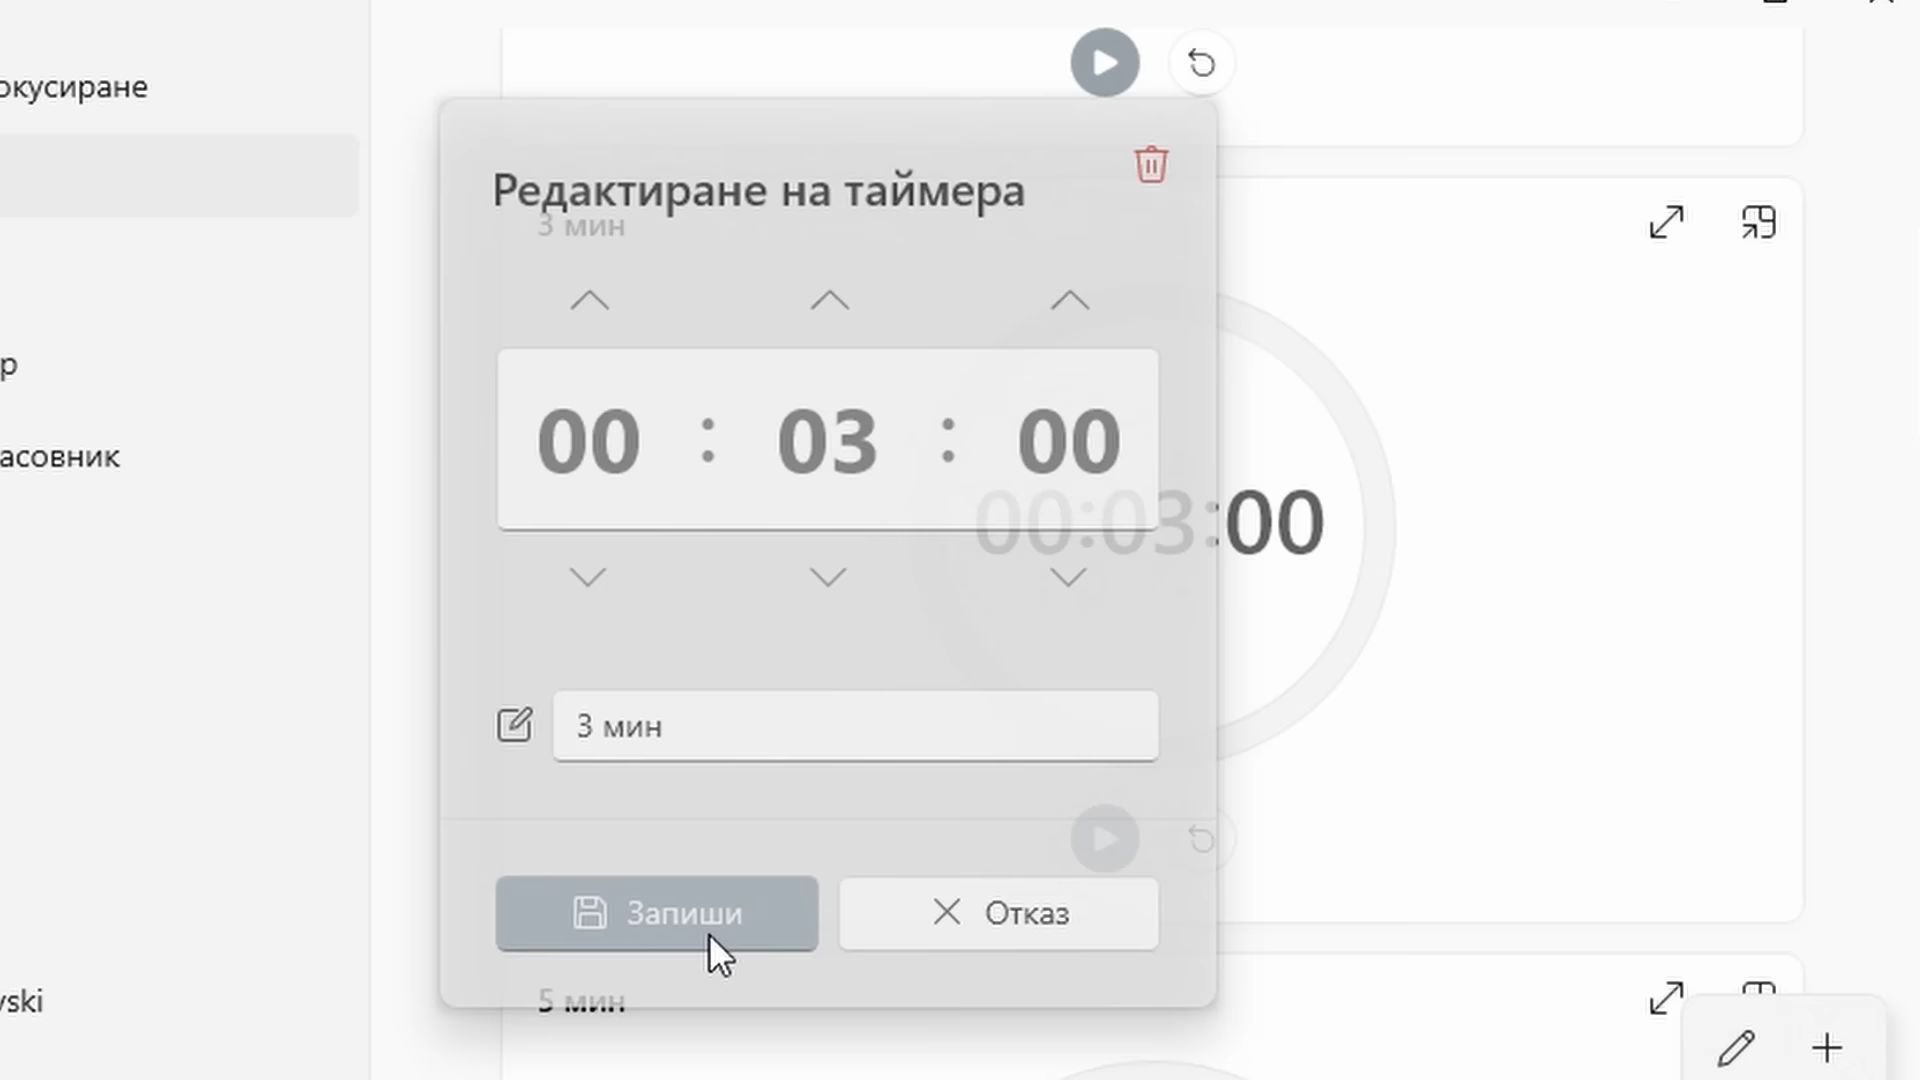 окусиране
Редактиране на таймера
3 мин
00 : 03 : 00
00:03:00
р
асовник
3 мин
Запиши
Отказ
5 мин
vski